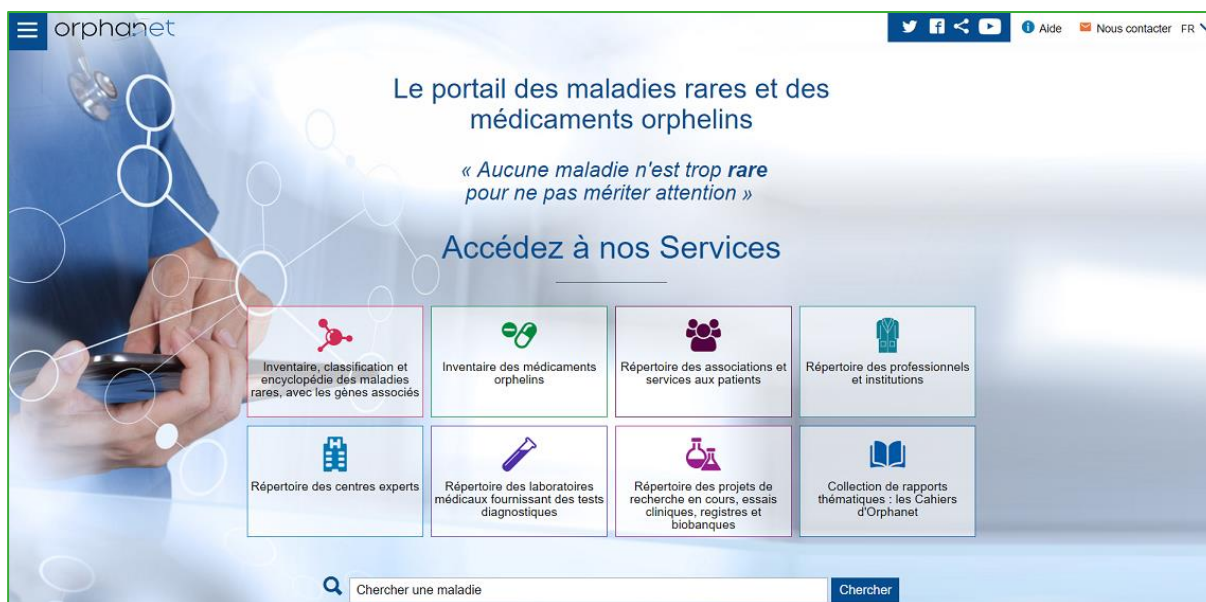 orphanet
Aide
Nous contacter
FR
Le portail des maladies rares et des
médicaments orphelins
« Aucune maladie n'est trop rare
pour ne pas mériter attention »
Accédez à nos Services
Inventaire, classification et
encyclopédie des maladies
rares, avec les gènes associés
Inventaire des médicaments
orphelins
Répertoire des associations et
services aux patients
Répertoire des professionnels
et institutions
Répertoire des centres experts
Répertoire des laboratoires
médicaux fournissant des tests
diagnostiques
Répertoire des projets de
recherche en cours, essais
cliniques, registres et
biobanques
Collection de rapports
thématiques : les Cahiers
d'Orphanet
Chercher une maladie
Chercher